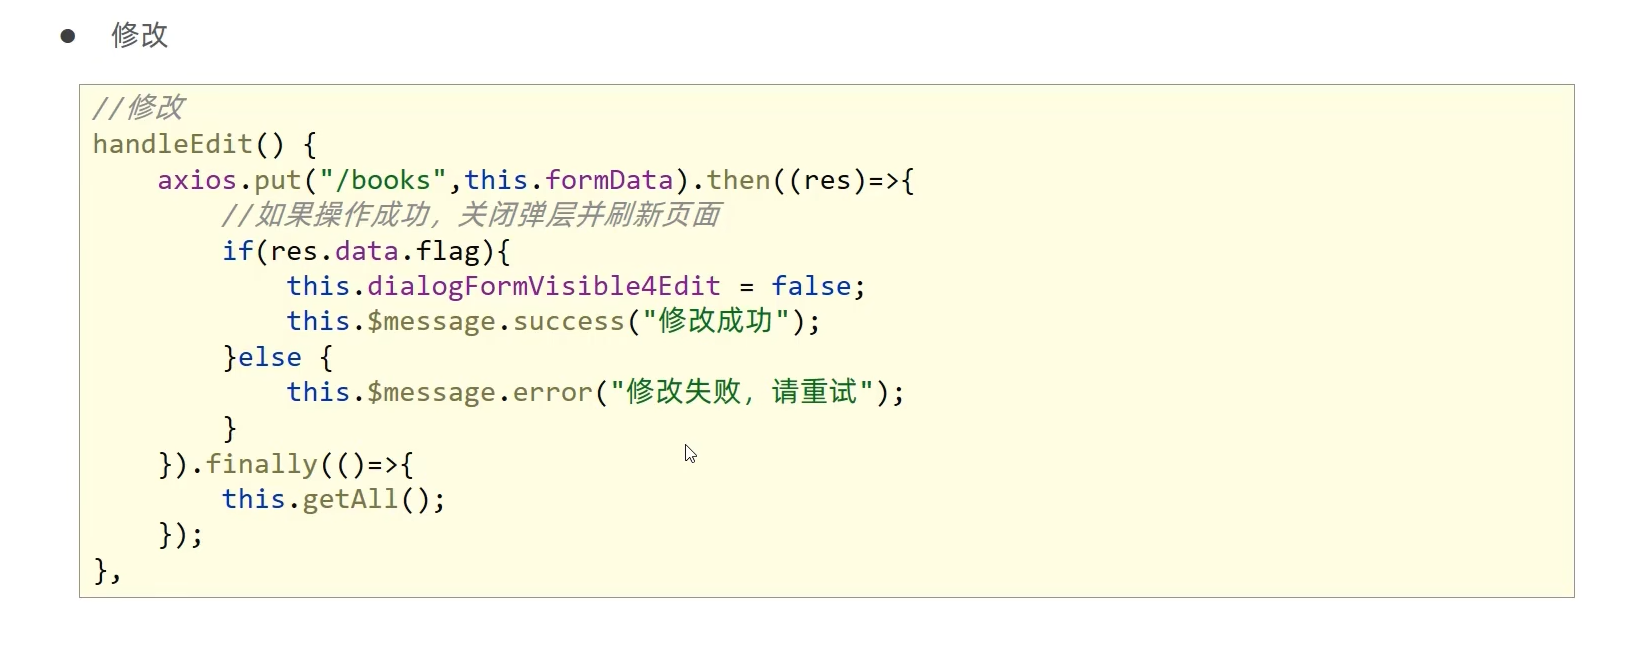 ● 修改
//修改
handleEdit() {
    axios.put("/books",this.formData).then((res)=>{
        //如果操作成功，关闭弹层并刷新页面
        if(res.data.flag){
            this.dialogFormVisible4Edit = false;
            this.$message.success("修改成功");
        }else {
            this.$message.error("修改失败，请重试");
        }
    }).finally(()=>{
        this.getAll();
    });
},